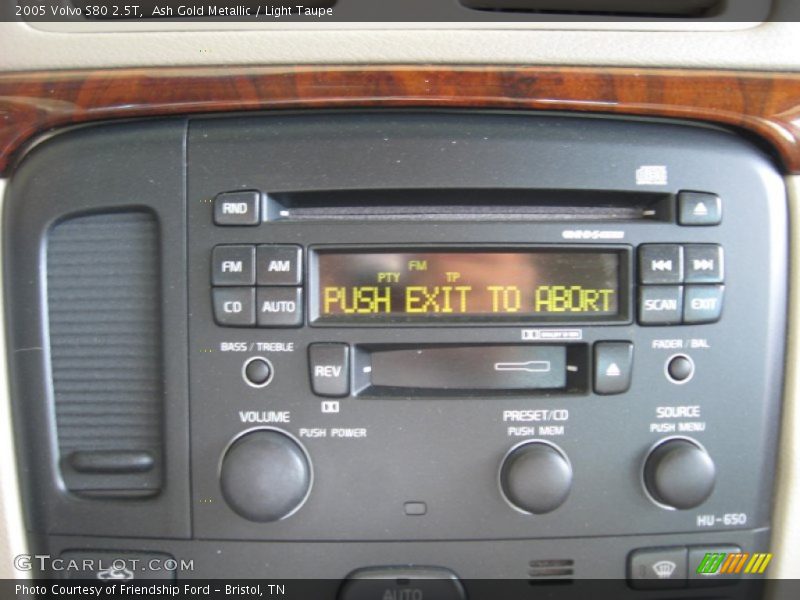 2005 Volvo S80 2.5T, Ash Gold Metallic / Light Taupe
RND
FM AM
CD AUTO
FM
PTY TP
PUSH EXIT TO ABORT
SCAN EXIT
BASS / TREBLE
REV
FADER / BAL
VOLUME
PUSH POWER
PRESET/CD
PUSH MEM
SOURCE
PUSH MENU
HU-650
AUTO
GTCARLOT.COM
Photo Courtesy of Friendship Ford - Bristol, TN